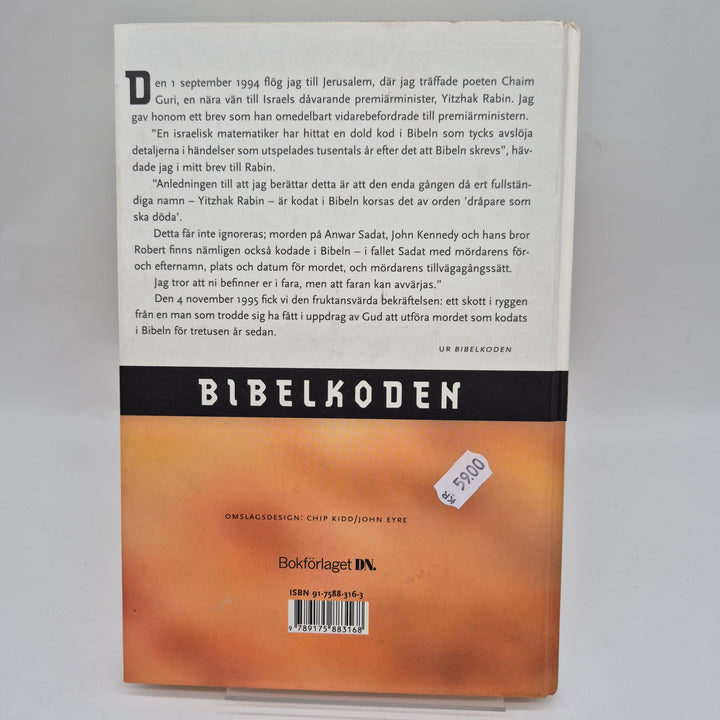 Den 1 september 1994 flög jag till Jerusalem, där jag träffade poeten Chaim
Guri, en nära vän till Israels dåvarande premiärminister, Yitzhak Rabin. Jag
gav honom ett brev som han omedelbart vidarebefordrade till premiärministern.
"En israelisk matematiker har hittat en dold kod i Bibeln som tycks avslöja
detaljerna i händelser som utspelades tusentals år efter det att Bibeln skrevs", häv-
dade jag i mitt brev till Rabin.
"Anledningen till att jag berättar detta är att den enda gången då ert fullstän-
diga namn – Yitzhak Rabin – är kodat i Bibeln korsas det av orden 'dråpare som
ska döda'.
Detta får inte ignoreras; morden på Anwar Sadat, John Kennedy och hans bror
Robert finns nämligen också kodade i Bibeln – i fallet Sadat med mördarens för-
och efternamn, plats och datum för mordet, och mördarens tillvägagångssätt.
Jag tror att ni befinner er i fara, men att faran kan avvärjas."
Den 4 november 1995 fick vi den fruktansvärda bekräftelsen: ett skott i ryggen
från en man som trodde sig ha fått i uppdrag av Gud att utföra mordet som kodats
i Bibeln för tretusen år sedan.
UR BIBELKODEN
BIBELKODEN
KR 59.00
OMSLAGSDESIGN: CHIP KIDD/JOHN EYRE
Bokförlaget DN.
ISBN 91-7588-316-3
9 789175 883168